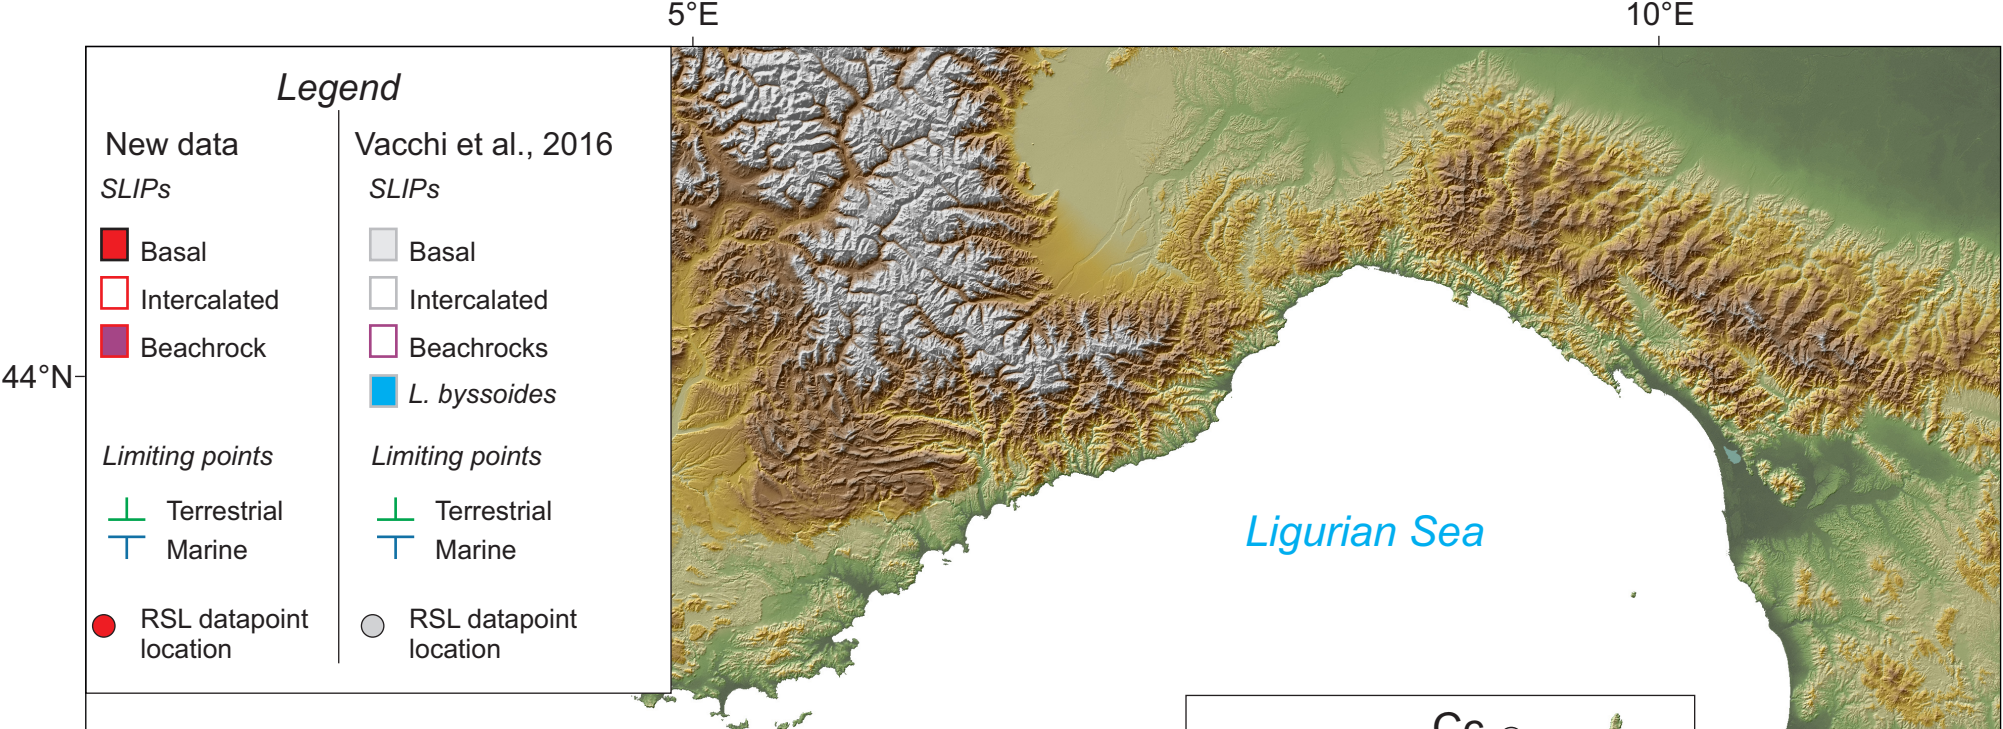 5°E
10°E
44°N
Legend
New data
SLIPs
Basal
Intercalated
Beachrock
Limiting points
Terrestrial
Marine
RSL datapoint
location
Vacchi et al., 2016
SLIPs
Basal
Intercalated
Beachrocks
L. byssoides
Limiting points
Terrestrial
Marine
RSL datapoint
location
Ligurian Sea